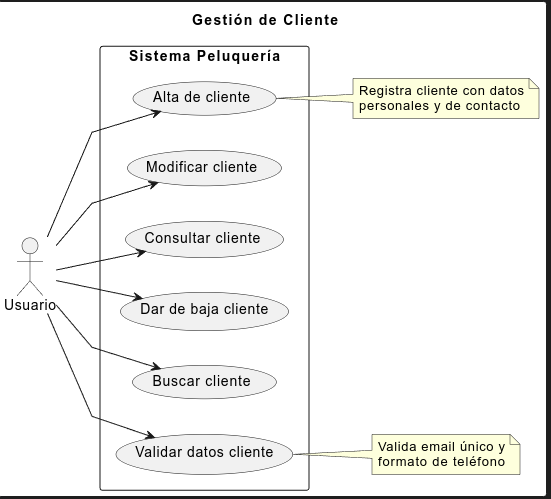 Gestión de Cliente
Sistema Peluquería
Alta de cliente
Registra cliente con datos
personales y de contacto
Modificar cliente
Consultar cliente
Usuario
Dar de baja cliente
Buscar cliente
Validar datos cliente
Valida email único y
formato de teléfono